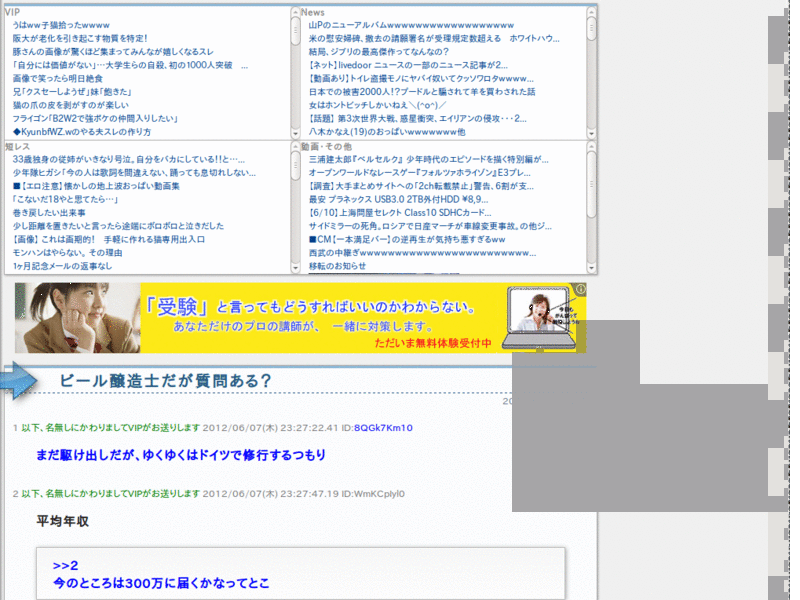 VIP
うはww子猫拾ったwwww
阪大が老化を引き起こす物質を特定!
豚さんの画像が驚くほど集まってみんなが嬉しくなるスレ
「自分には価値がない」…大学生らの自殺、初の1000人突破 ...
画像で笑ったら明日絶食
兄「クスセーしようぜ」妹「飽きた」
猫の爪の皮を剥がすのが楽しい
フライゴン「B2W2で強ポケの仲間入りしたい」
◆KyunbfWZ.wのやる夫スレの作り方
News
山Pのニューアルバムwwwwwwwwwwwwwwwwww
米の慰安婦碑、撤去の請願署名が受理規定数超える ホワイトハウ...
結局、ジブリの最高傑作ってなんなの?
【ネット】livedoor ニュースの一部のニュース記事が2...
【動画あり】トイレ盗撮モノにヤバイ奴いてクッソワロタwwww...
日本での被害2000人!?プードルと騙されて羊を買わされた話
女はホントビッチしかいねえ＼(^o^)／
【話題】 第3次世界大戦、惑星衝突、エイリアンの侵攻・・・2...
八木かなえ(19)のおっぱいwwwwwww他
短レス
33歳独身の従姉がいきなり号泣。自分をバカにしている!!と…...
少年隊ヒガシ「今の人は歌詞を間違えない、踊っても息切れしない...
■【エロ注意】懐かしの地上波おっぱい動画集
「こないだ18やと思てたら…」
巻き戻したい出来事
少し距離を置きたいと言ったら途端にボロボロと泣きだした
【画像】 これは画期的! 手軽に作れる猫専用出入口
モンハンはやらない。その理由
1ヶ月記念メールの返事なし
動画・その他
三浦建太郎『ベルセルク』 少年時代のエピソードを描く特別編が...
オープンワールドなレースゲー『フォルツァホライゾン』E3プレ...
【調査】大手まとめサイトへの「2ch転載禁止」警告、6割が支...
最安 プラネックス USB3.0 2TB外付HDD ¥8,9...
【6/10】上海問屋セレクト Class10 SDHCカード...
サイドミラーの死角。ロシアで日産マーチが車線変更事故。の他ジ...
■CM【一本満足バー】の逆再生が気持ち悪すぎるww
西武の中継ぎwwwwwwwwwwwwwwwwwwwwwwww...
移転のお知らせ
「受験」と言ってもどうすればいいのかわからない。
あなただけのプロの講師が、 一緒に対策します。
ただいま無料体験受付中
ビール醸造士だが質問ある?
20
1 以下、名無しにかわりましてVIPがお送りします 2012/06/07(木) 23:27:22.41 ID:8QGk7Km10
まだ駆け出しだが、ゆくゆくはドイツで修行するつもり
2 以下、名無しにかわりましてVIPがお送りします 2012/06/07(木) 23:27:47.19 ID:WmKCplyl0
平均年収
>>2
今のところは300万に届くかなってとこ